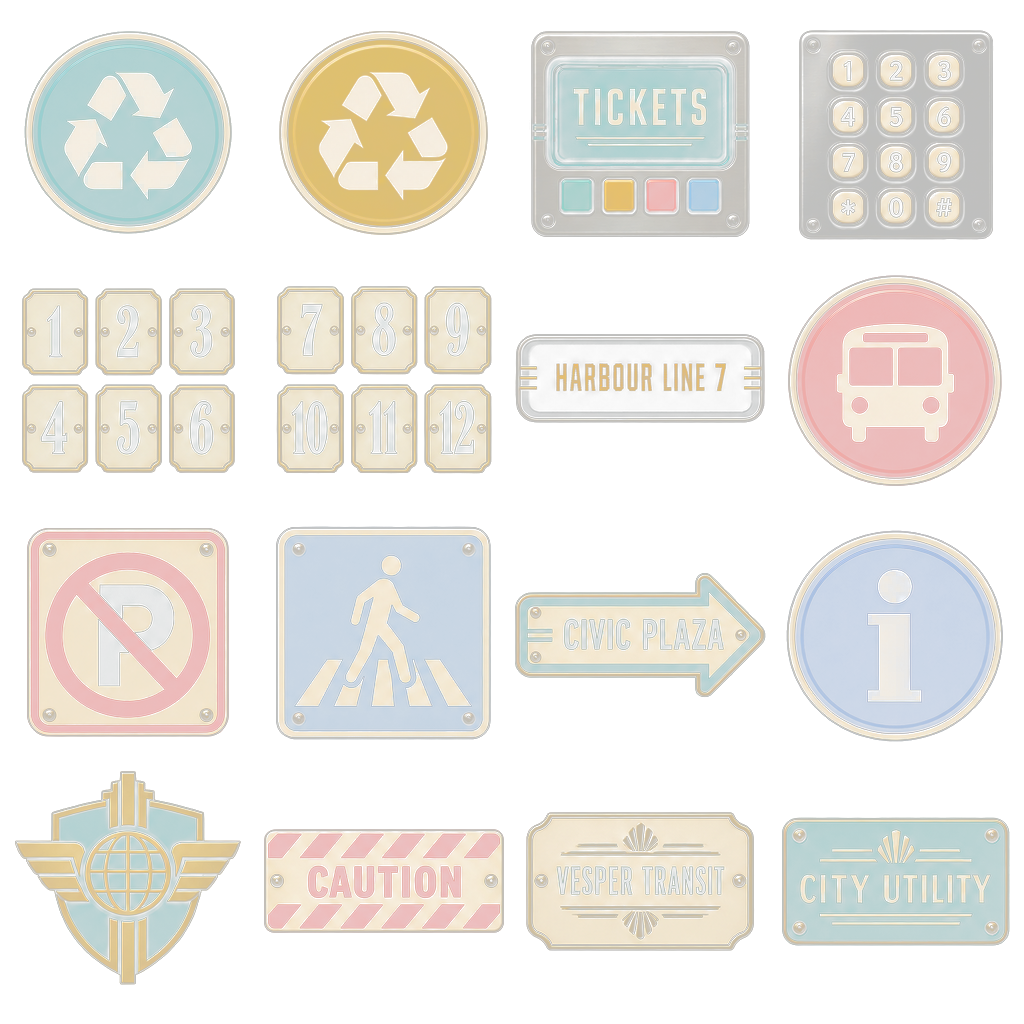 TICKETS
1 2 3
4 5 6
7 8 9
* 0 #
1 2 3
4 5 6
7 8 9
10 11 12
HARBOUR LINE 7
P
CIVIC PLAZA
i
CAUTION
VESPER TRANSIT
CITY UTILITY